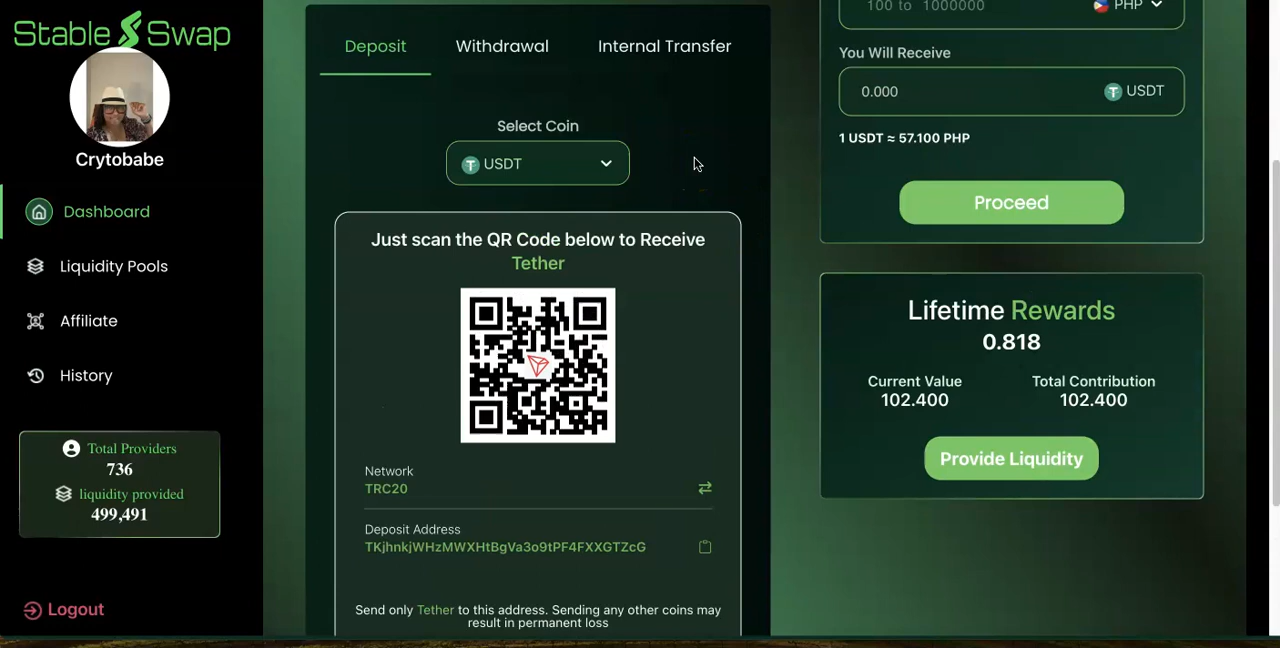 Stable Swap
Crytobabe
Dashboard
Liquidity Pools
Affiliate
History
Total Providers
736
liquidity provided
499,491
Logout
Deposit Withdrawal Internal Transfer
Select Coin
USDT
Just scan the QR Code below to Receive
Tether
Network
TRC20
Deposit Address
TKjhnkjWHzMWXHtBgVa3o9tPF4FXXGTZcG
Send only Tether to this address. Sending any other coins may
result in permanent loss
100 to 1000000 PHP
You Will Receive
0.000 USDT
1 USDT ≈ 57.100 PHP
Proceed
Lifetime Rewards
0.818
Current Value Total Contribution
102.400 102.400
Provide Liquidity